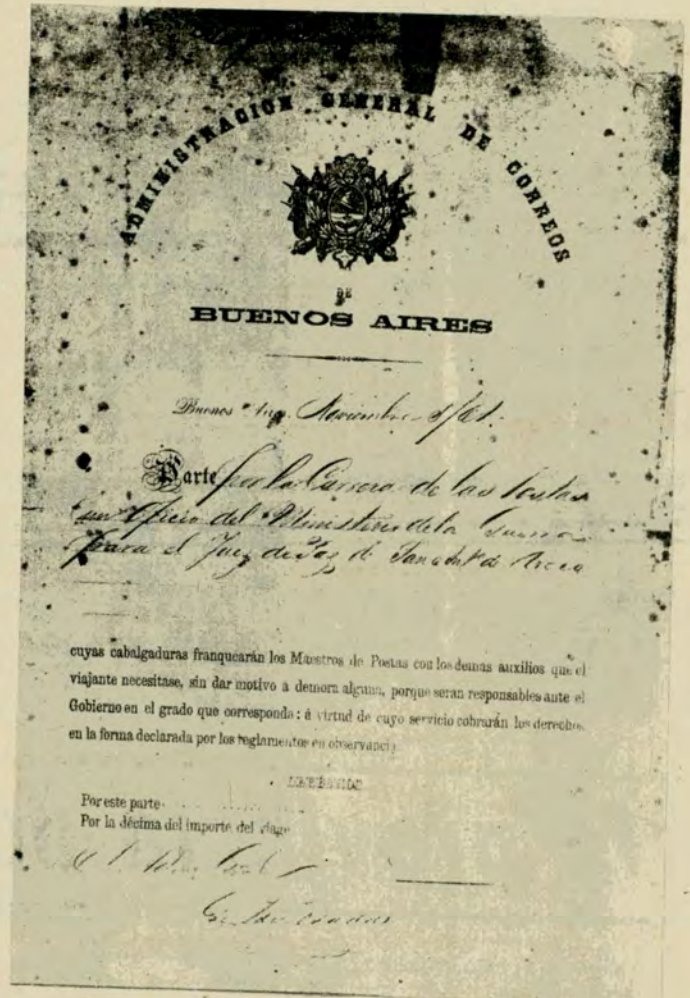 ADMINISTRACION GENERAL DE CORREOS
DE
BUENOS AIRES
Buenos Noviembre
Parte por la Carrera de las Postas
un Oficio del Ministerio de la Guerra
para el Juez de Paz de San de Areco
cuyas cabalgaduras franquearán los Maestros de Postas con los demas auxilios que el
viajante necesitase, sin dar motivo a demora alguna, porque seran responsables ante el
Gobierno en el grado que corresponda: á virtud de cuyo servicio cobrarán los derechos
en la forma declarada por los reglamentos en observancia
Por este parte
Por la décima del importe del viage